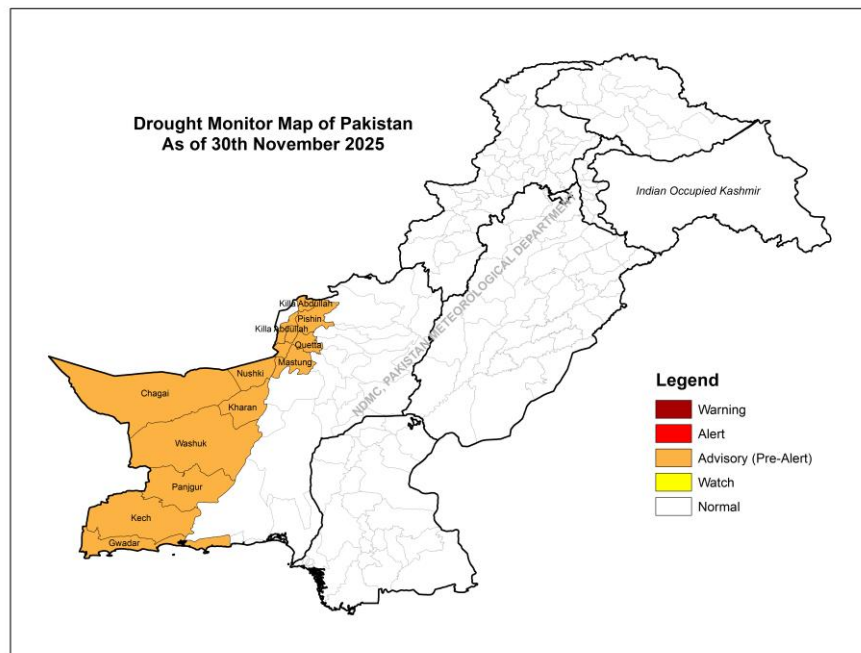 Drought Monitor Map of Pakistan
As of 30th November 2025
Indian Occupied Kashmir
NDMC, PAKISTAN METEOROLOGICAL DEPARTMENT
Killa Abdullah
Pishin
Killa Abdullah
Quetta
Mastung
Nushki
Chagai
Kharan
Washuk
Panjgur
Kech
Gwadar
Legend
Warning
Alert
Advisory (Pre-Alert)
Watch
Normal